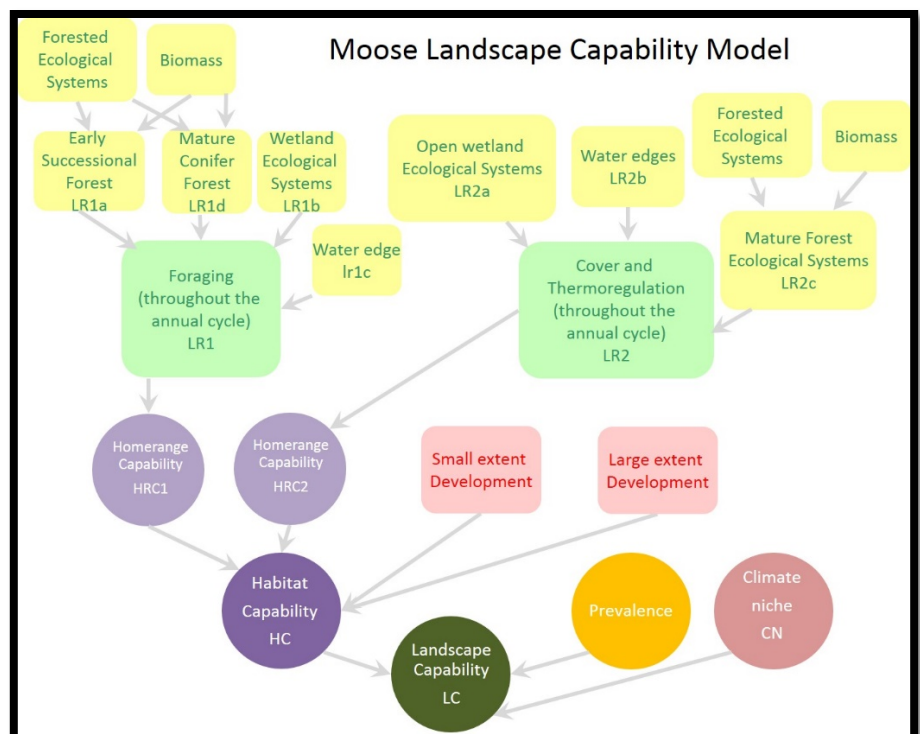 Moose Landscape Capability Model
Forested
Ecological
Systems
Biomass
Early
Successional
Forest
LR1a
Mature
Conifer
Forest
LR1d
Wetland
Ecological
Systems
LR1b
Water edge
lr1c
Foraging
(throughout the
annual cycle)
LR1
Open wetland
Ecological Systems
LR2a
Water edges
LR2b
Forested
Ecological
Systems
Biomass
Mature Forest
Ecological Systems
LR2c
Cover and
Thermoregulation
(throughout the
annual cycle)
LR2
Homerange
Capability
HRC1
Homerange
Capability
HRC2
Small extent
Development
Large extent
Development
Habitat
Capability
HC
Prevalence
Climate
niche
CN
Landscape
Capability
LC